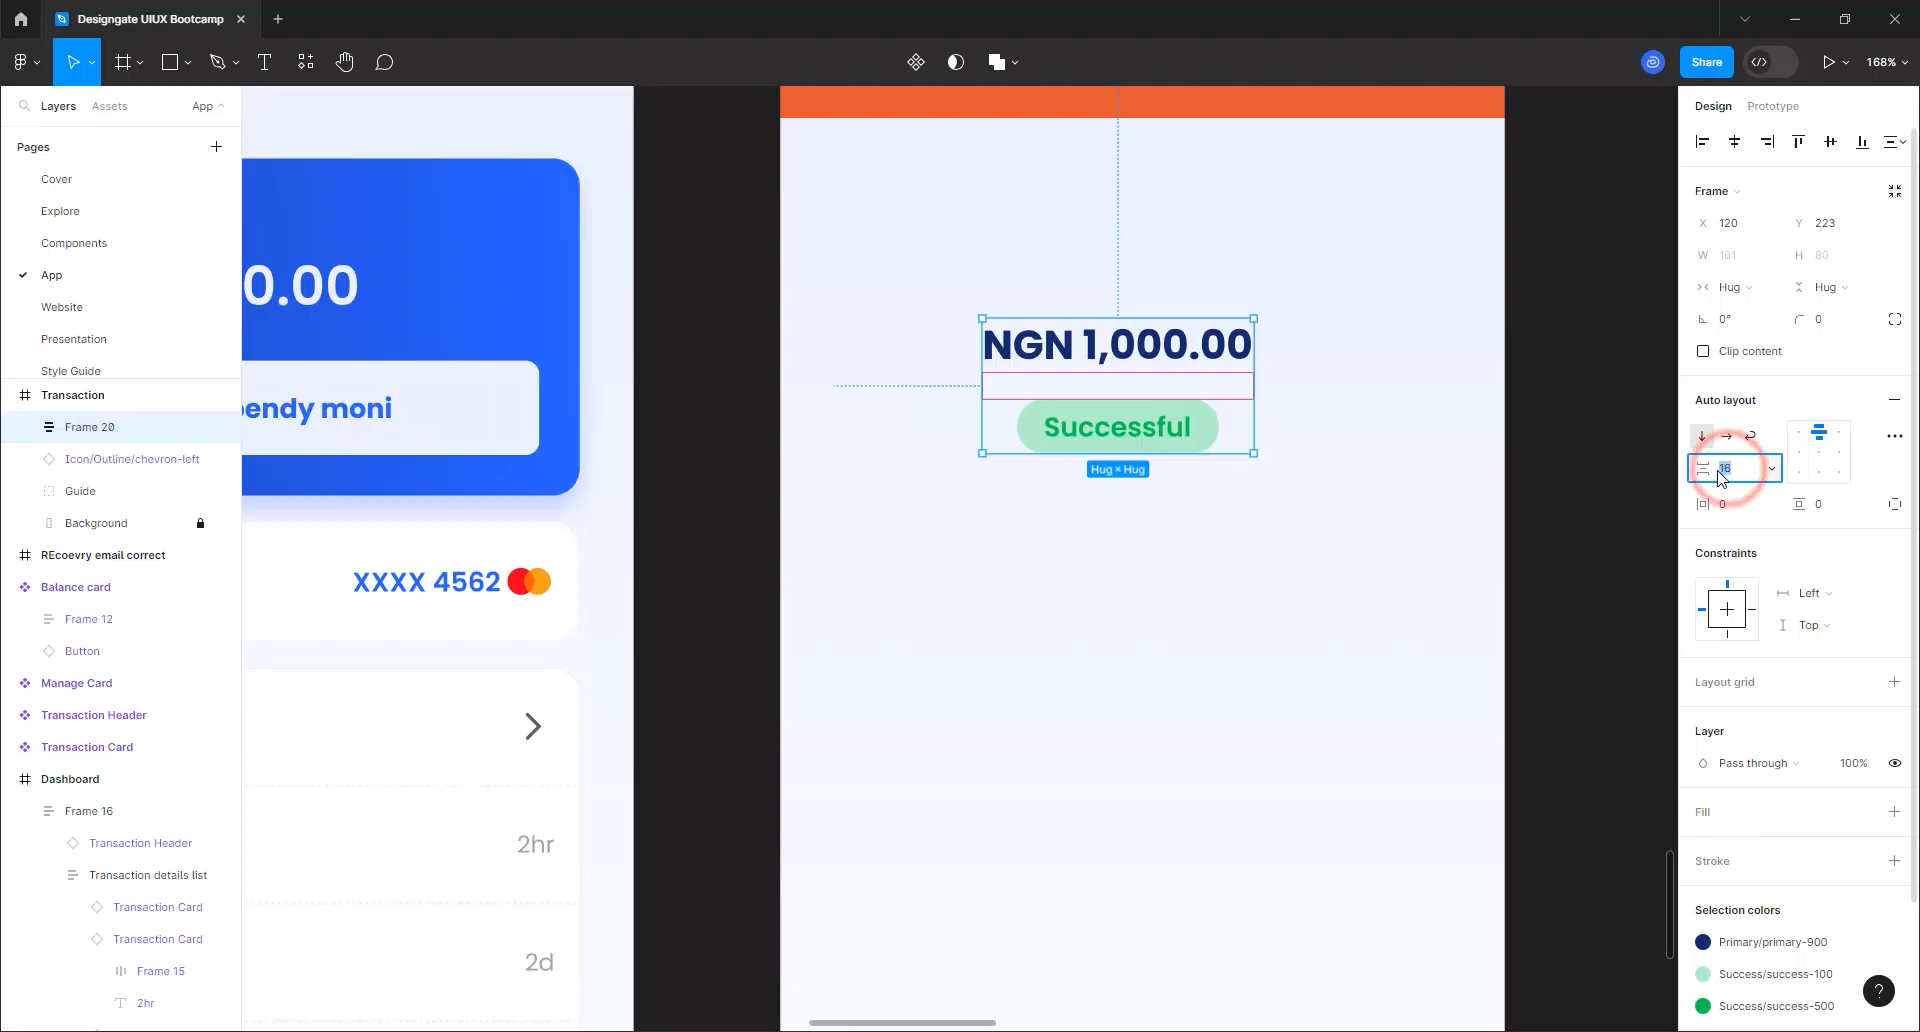 Designgate UIUX Bootcamp
Share
168%
Layers
Assets
App
Design
Prototype
Pages
Cover
Explore
Components
App
Website
Presentation
Style Guide
Transaction
Frame 20
Icon/Outline/chevron-left
Guide
Background
REcoevry email correct
Balance card
Frame 12
Button
Manage Card
Transaction Header
Transaction Card
Dashboard
Frame 16
Transaction Header
Transaction details list
Transaction Card
Transaction Card
Frame 15
2hr
0.00
endy moni
XXXX 4562
2hr
2d
NGN 1,000.00
Successful
Hug × Hug
Frame
X 120
Y 223
W 161
H 80
Hug
Hug
0°
0
Clip content
Auto layout
16
0
0
Constraints
Left
Top
Layout grid
Layer
Pass through
100%
Fill
Stroke
Selection colors
Primary/primary-900
Success/success-100
Success/success-500
?